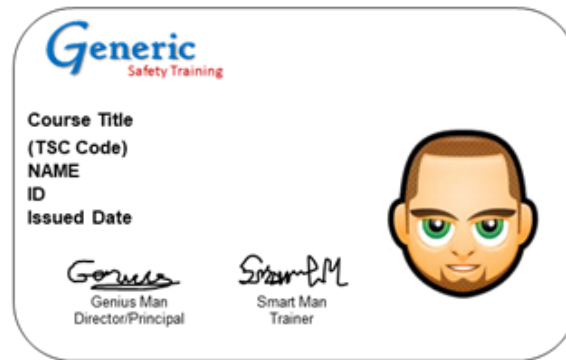 Generic
Safety Training
Course Title
(TSC Code)
NAME
ID
Issued Date
Genius Man
Director/Principal
Smart Man
Trainer